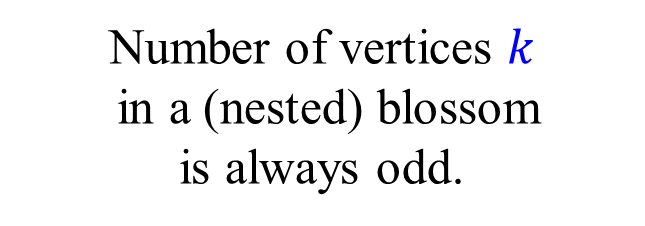 Number of vertices k
in a (nested) blossom
is always odd.